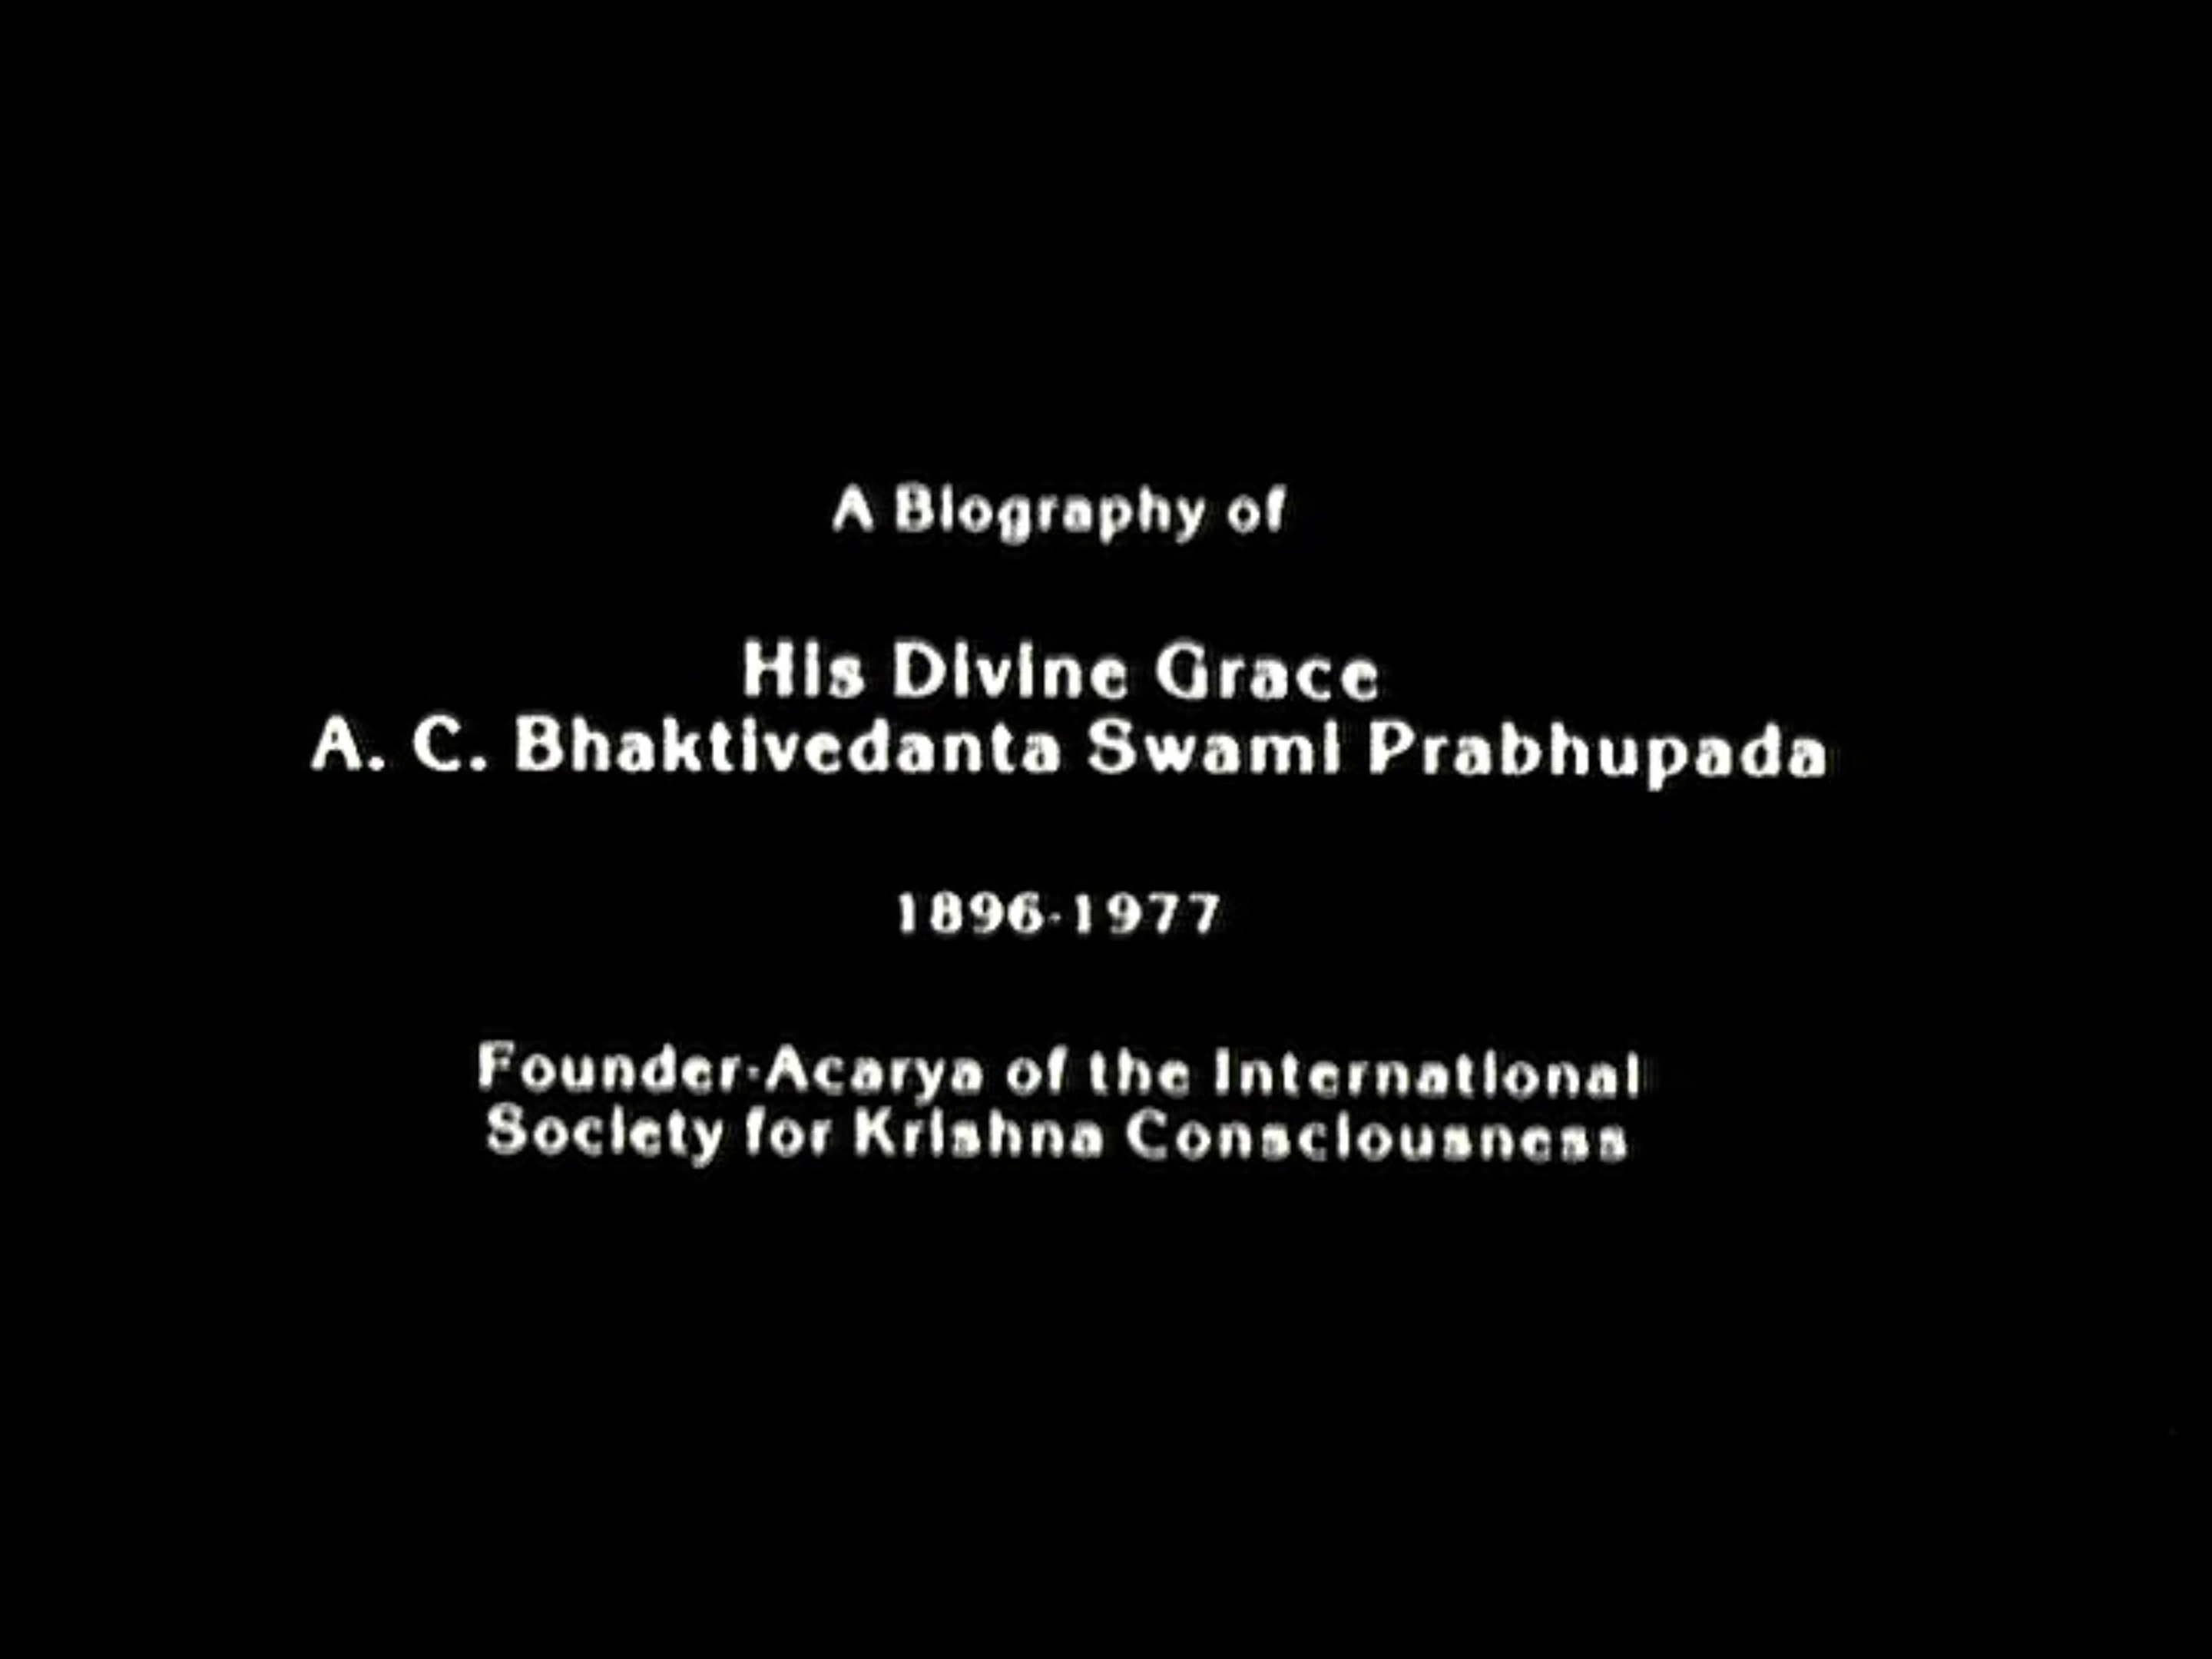 A Biography of
His Divine Grace
A. C. Bhaktivedanta Swami Prabhupada
1896-1977
Founder-Acarya of the International
Society for Krishna Consciousness